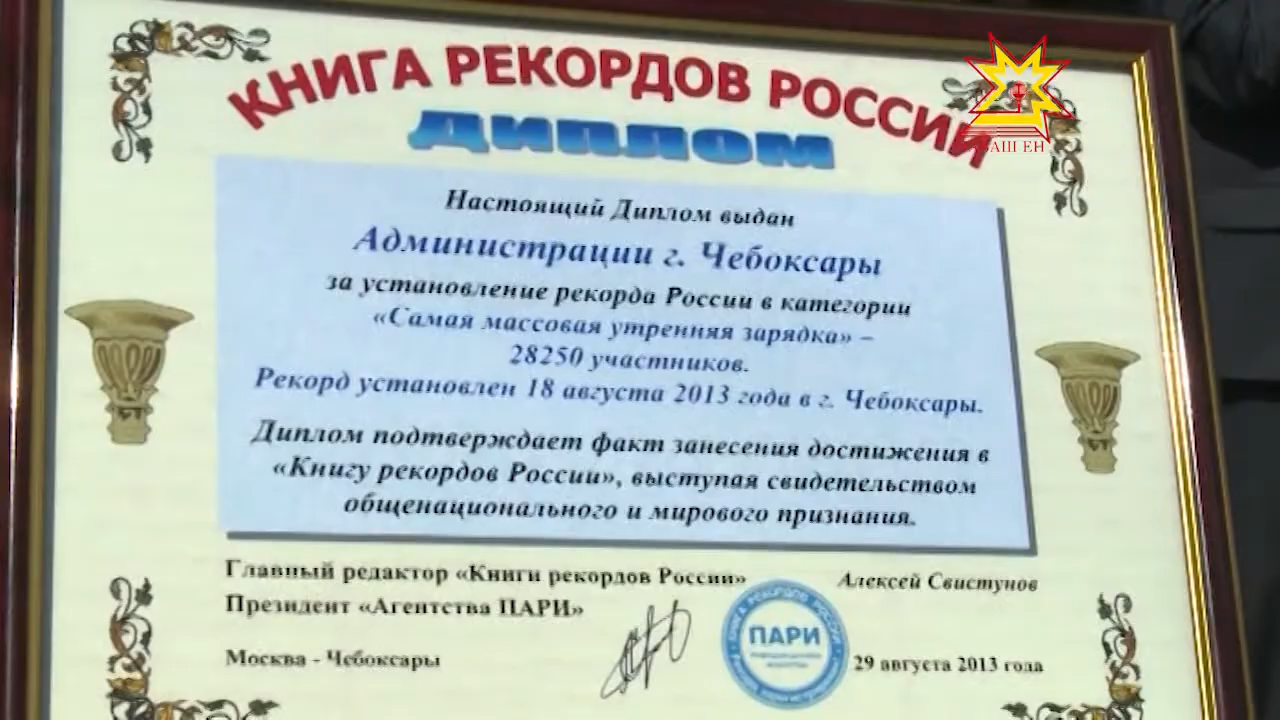 КНИГА РЕКОРДОВ РОССИИ
ДИПЛОМ
Настоящий Диплом выдан
Администрации г. Чебоксары
за установление рекорда России в категории
«Самая массовая утренняя зарядка» –
28250 участников.
Рекорд установлен 18 августа 2013 года в г. Чебоксары.
Диплом подтверждает факт занесения достижения в
«Книгу рекордов России», выступая свидетельством
общенационального и мирового признания.
Главный редактор «Книги рекордов России» Алексей Свистунов
Президент «Агентства ПАРИ»
ПАРИ
Москва - Чебоксары 29 августа 2013 года
ЕН